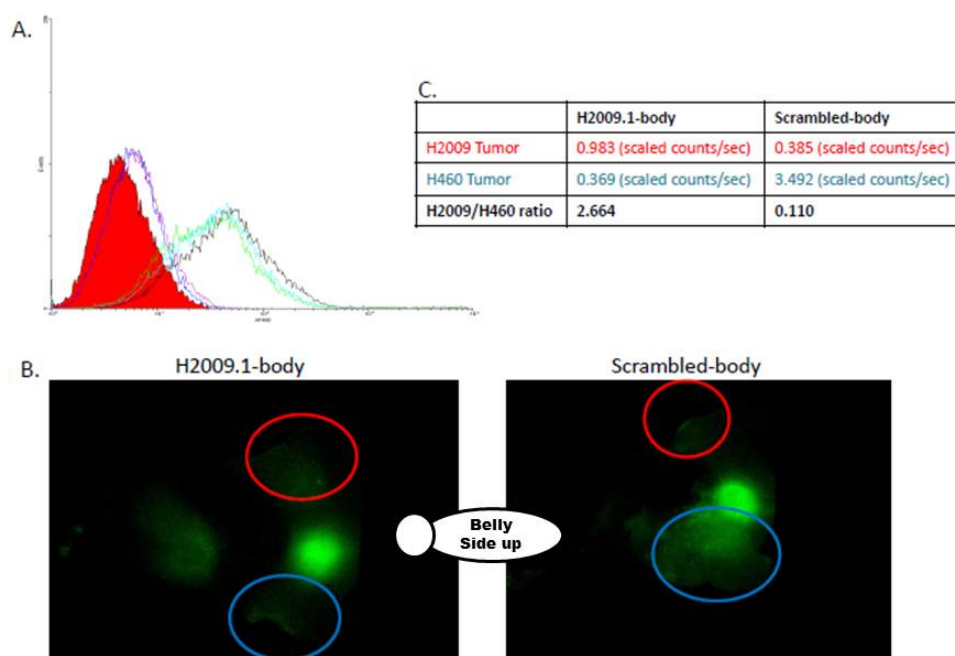 A.
C.
H2009.1-body Scrambled-body
H2009 Tumor 0.983 (scaled counts/sec) 0.385 (scaled counts/sec)
H460 Tumor 0.369 (scaled counts/sec) 3.492 (scaled counts/sec)
H2009/H460 ratio 2.664 0.110
B.
H2009.1-body
Scrambled-body
Belly
Side up